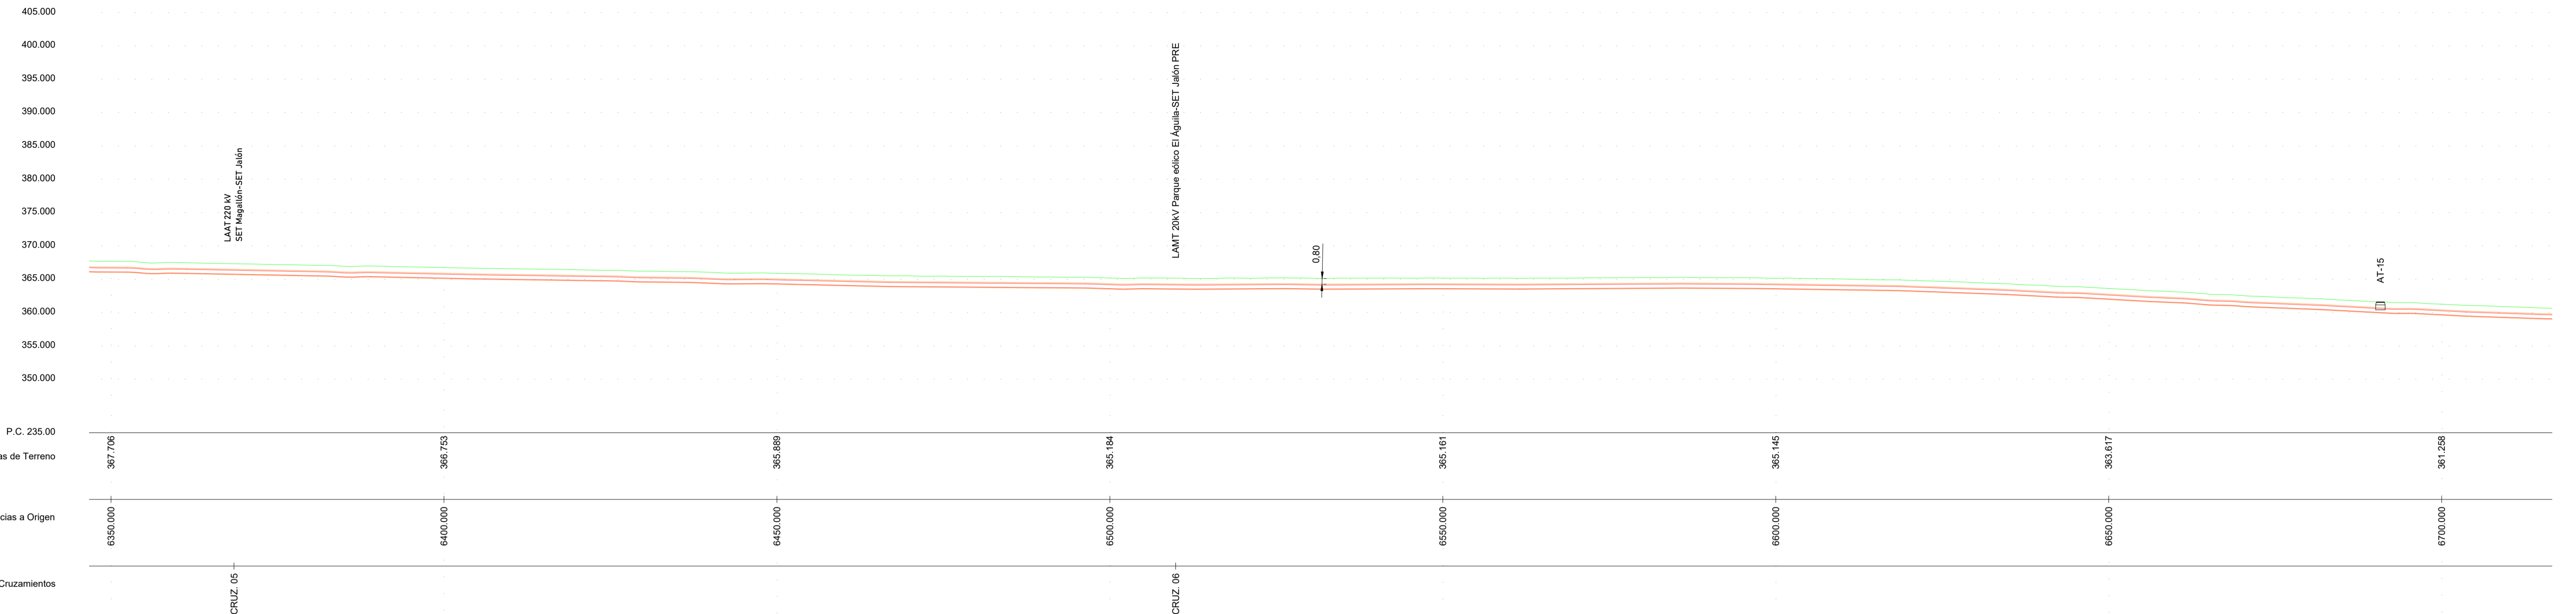 405.000
400.000
395.000
390.000
385.000
380.000
375.000
370.000
365.000
360.000
355.000
350.000
LAAT 220 kV
SET Magallón-SET Jalón
LAMT 20kV Parque eólico El Águila-SET Jalón PRE
0,80
AT-15
P.C. 235.00
as de Terreno
367.706
366.753
365.889
365.184
365.161
365.145
363.617
361.258
cias a Origen
6350.000
6400.000
6450.000
6500.000
6550.000
6600.000
6650.000
6700.000
Cruzamientos
CRUZ. 05
CRUZ. 06